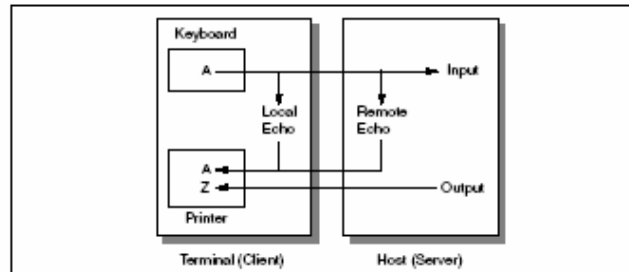 Keyboard
A
Input
Local
Echo
Remote
Echo
A
Z
Output
Printer
Terminal (Client)
Host (Server)